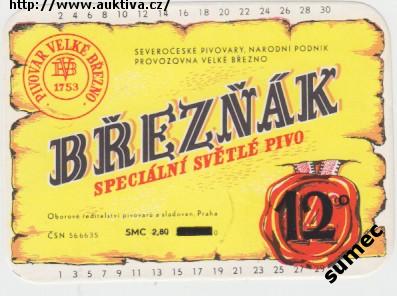 http://www.auktiva.cz/
2 4 6 8 10 12 14 16 18 20 22 24 26 28 30
PIVOVAR VELKÉ BŘEZNO
VB
1753
SEVEROČESKÉ PIVOVARY, NÁRODNÍ PODNIK
PROVOZOVNA VELKÉ BŘEZNO
BŘEZŇÁK
SPECIÁLNÍ SVĚTLÉ PIVO
12%
Oborové ředitelství pivovarů a sladoven, Praha
ČSN 566635 SMC 2,80
1 3 5 7 9 11 13 15 17 19 21 23 25 27
sumec